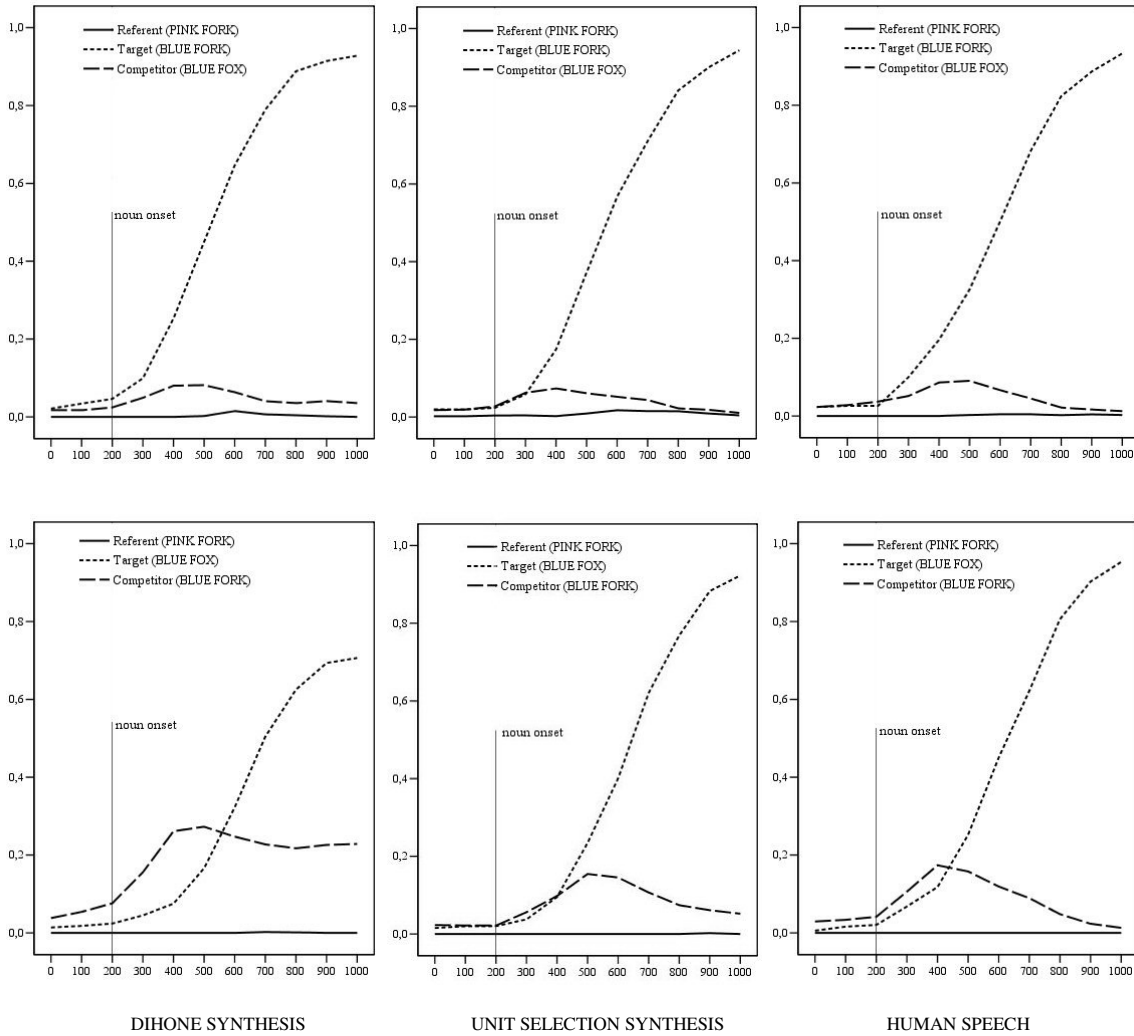 Referent (PINK FORK)
Target (BLUE FORK)
Competitor (BLUE FOX)
1,0
0,8
0,6
0,4
0,2
0,0
noun onset
0 100 200 300 400 500 600 700 800 900 1000
Referent (PINK FORK)
Target (BLUE FORK)
Competitor (BLUE FOX)
1,0
0,8
0,6
0,4
0,2
0,0
noun onset
0 100 200 300 400 500 600 700 800 900 1000
Referent (PINK FORK)
Target (BLUE FORK)
Competitor (BLUE FOX)
1,0
0,8
0,6
0,4
0,2
0,0
noun onset
0 100 200 300 400 500 600 700 800 900 1000
Referent (PINK FORK)
Target (BLUE FOX)
Competitor (BLUE FORK)
1,0
0,8
0,6
0,4
0,2
0,0
noun onset
0 100 200 300 400 500 600 700 800 900 1000
Referent (PINK FORK)
Target (BLUE FOX)
Competitor (BLUE FORK)
1,0
0,8
0,6
0,4
0,2
0,0
noun onset
0 100 200 300 400 500 600 700 800 900 1000
Referent (PINK FORK)
Target (BLUE FOX)
Competitor (BLUE FORK)
1,0
0,8
0,6
0,4
0,2
0,0
noun onset
0 100 200 300 400 500 600 700 800 900 1000
DIHONE SYNTHESIS
UNIT SELECTION SYNTHESIS
HUMAN SPEECH